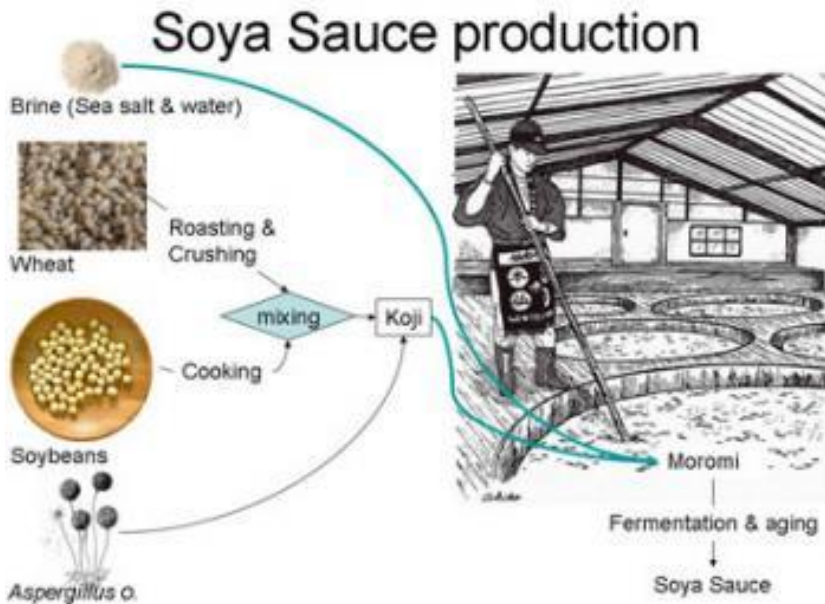 Soya Sauce production
Brine (Sea salt & water)
Wheat
Roasting &
Crushing
mixing
Koji
Cooking
Soybeans
Aspergillus O.
Moromi
Fermentation & aging
Soya Sauce